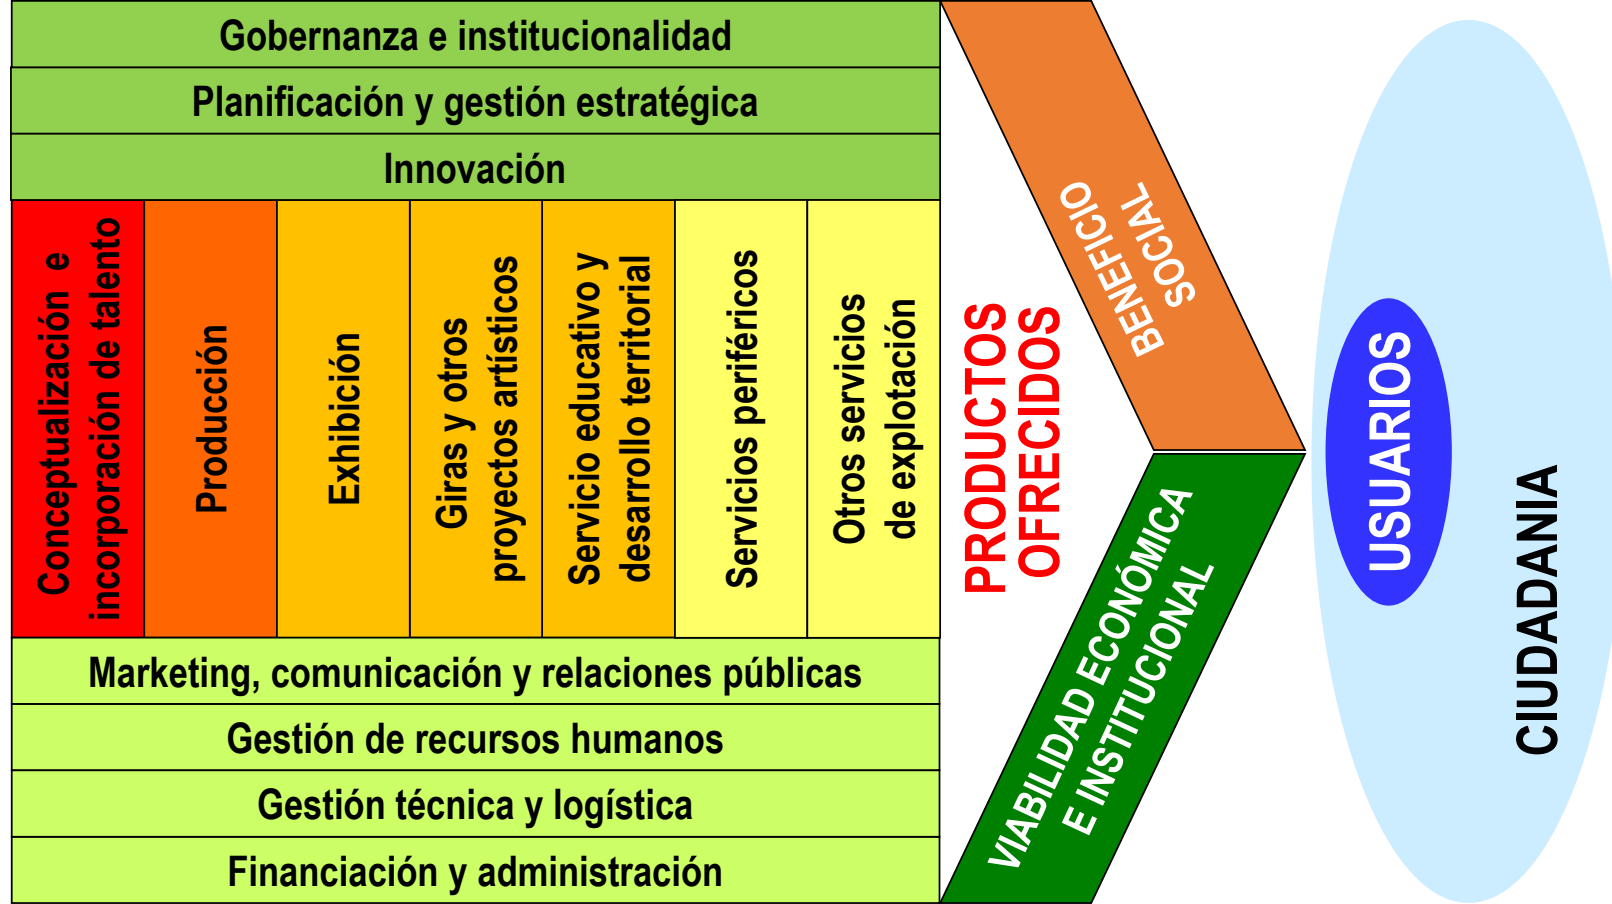 Gobernanza e institucionalidad
Planificación y gestión estratégica
Innovación
Conceptualización e
incorporación de talento
Producción
Exhibición
Giras y otros
proyectos artísticos
Servicio educativo y
desarrollo territorial
Servicios periféricos
Otros servicios
de explotación
Marketing, comunicación y relaciones públicas
Gestión de recursos humanos
Gestión técnica y logística
Financiación y administración
PRODUCTOS
OFRECIDOS
BENEFICIO
SOCIAL
VIABILIDAD ECONÓMICA
E INSTITUCIONAL
USUARIOS
CIUDADANIA